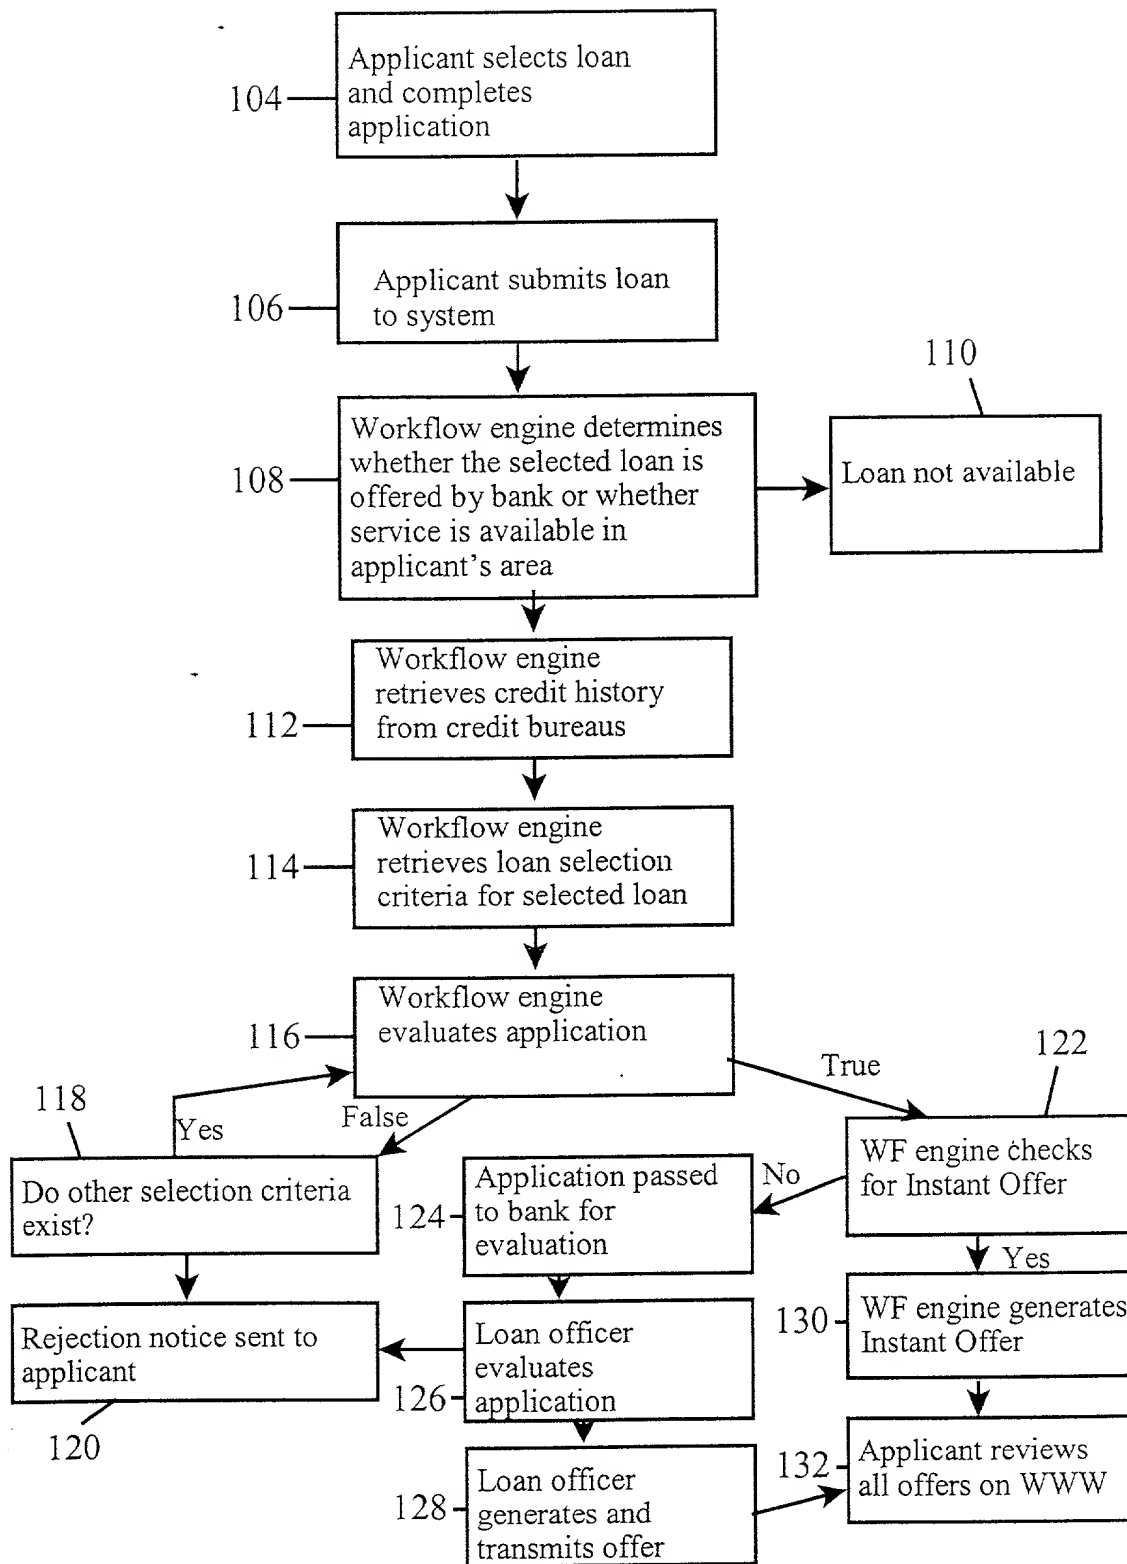 Applicant selects loan
and completes
application
104
Applicant submits loan
to system
106
110
Workflow engine determines
whether the selected loan is
offered by bank or whether
service is available in
applicant's area
108
Loan not available
Workflow engine
retrieves credit history
from credit bureaus
112
Workflow engine
retrieves loan selection
criteria for selected loan
114
Workflow engine
evaluates application
116
True
122
118
Yes
False
Do other selection criteria
exist?
Application passed
to bank for
evaluation
124
No
WF engine checks
for Instant Offer
Yes
Rejection notice sent to
applicant
120
Loan officer
evaluates
application
126
WF engine generates
Instant Offer
130
Loan officer
generates and
transmits offer
128
Applicant reviews
all offers on WWW
132